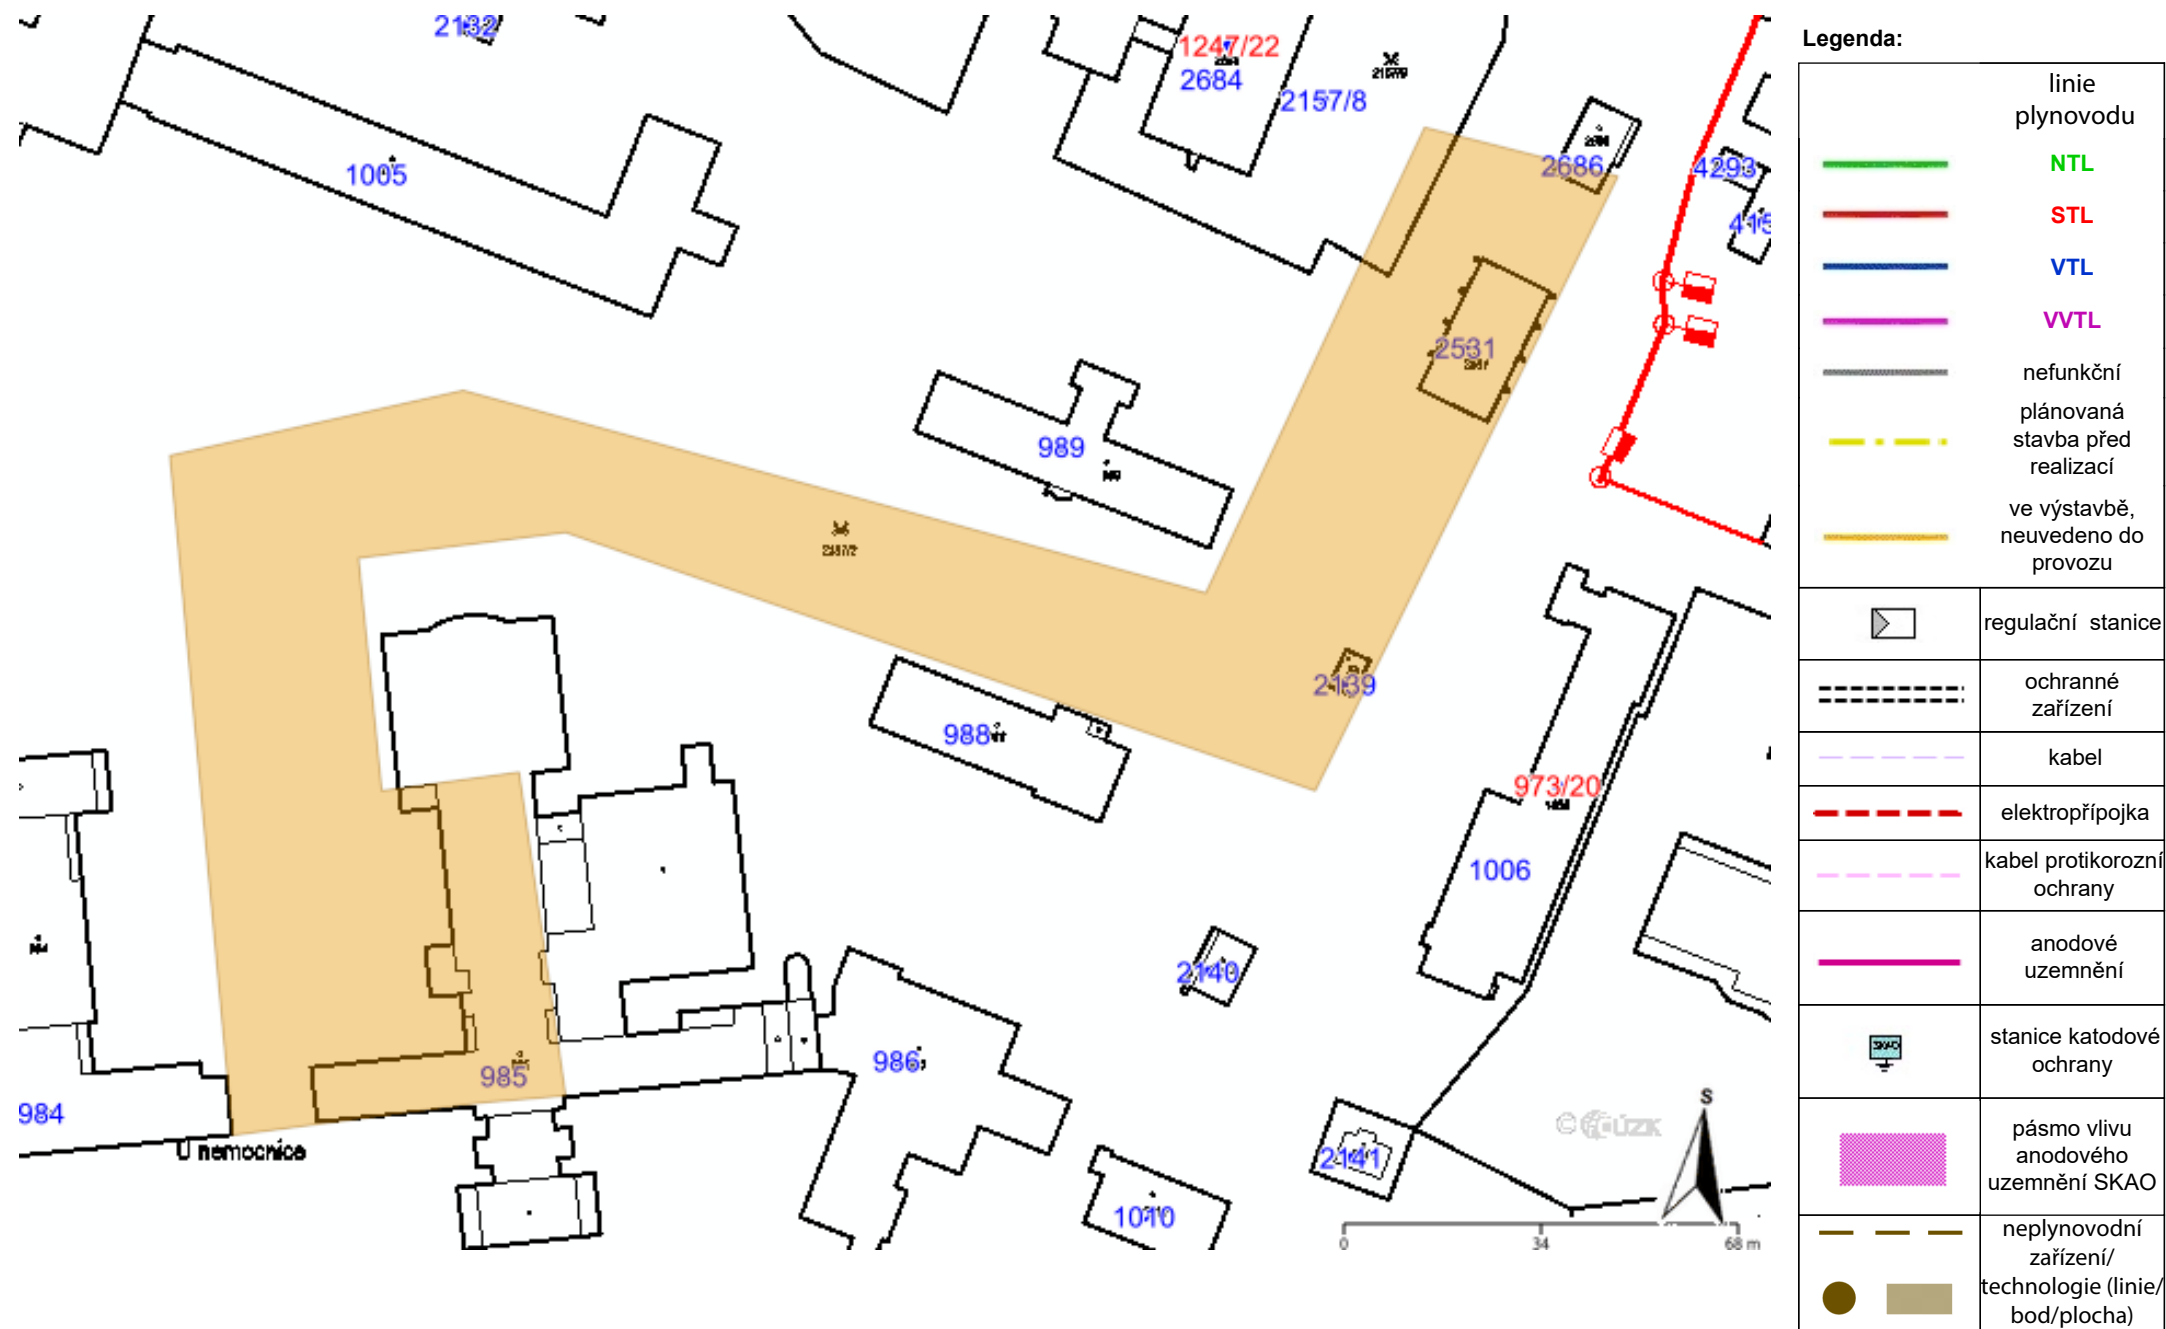 2132
1247/22
2684
2157/8
1005
2686
4293
415
2531
989
2139
988
973/20
1006
2140
986
985
984
U nemocnice
2141
1010
©
ČÚZK
S
0 34 68 m
Legenda:
linie
plynovodu
NTL
STL
VTL
VVTL
nefunkční
plánovaná
stavba před
realizací
ve výstavbě,
neuvedeno do
provozu
regulační stanice
ochranné
zařízení
kabel
elektropřípojka
kabel protikorozní
ochrany
anodové
uzemnění
SKAO
stanice katodové
ochrany
pásmo vlivu
anodového
uzemnění SKAO
neplynovodní
zařízení/
technologie (linie/
bod/plocha)